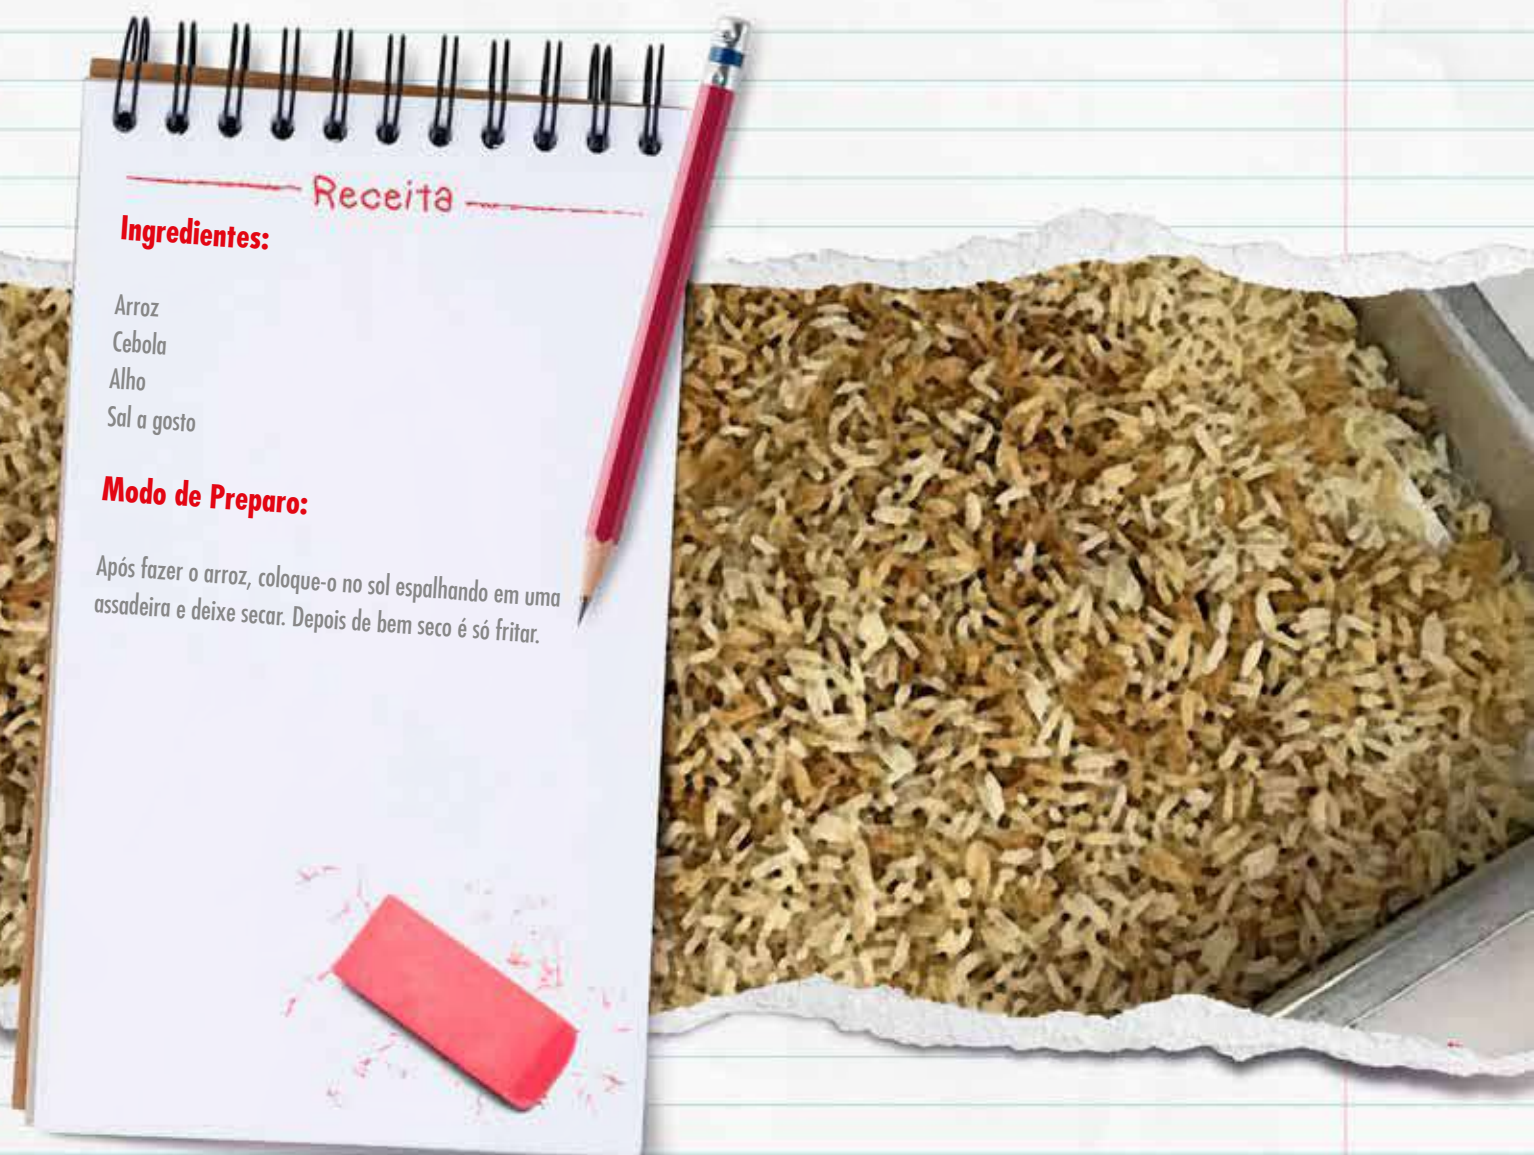 Receita
Ingredientes:
Arroz
Cebola
Alho
Sal a gosto
Modo de Preparo:
Após fazer o arroz, coloque-o no sol espalhando em uma
assadeira e deixe secar. Depois de bem seco é só fritar.